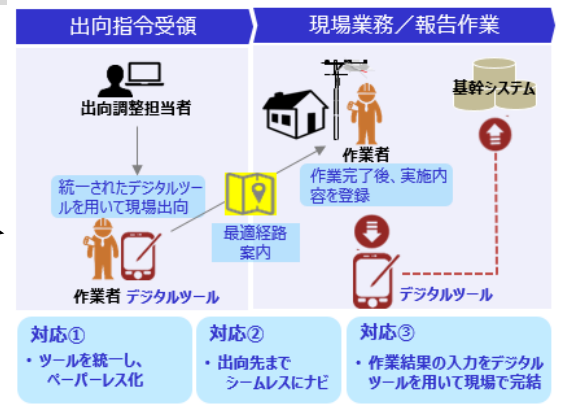 出向指令受領
現場業務／報告作業
出向調整担当者
統一されたデジタルツー
ルを用いて現場出向
作業者 デジタルツール
最適経路
案内
作業者
作業完了後、実施内
容を登録
デジタルツール
基幹システム
対応①
・ ツールを統一し、
ペーパーレス化
対応②
・ 出向先まで
シームレスにナビ
対応③
・ 作業結果の入力をデジタル
ツールを用いて現場で完結